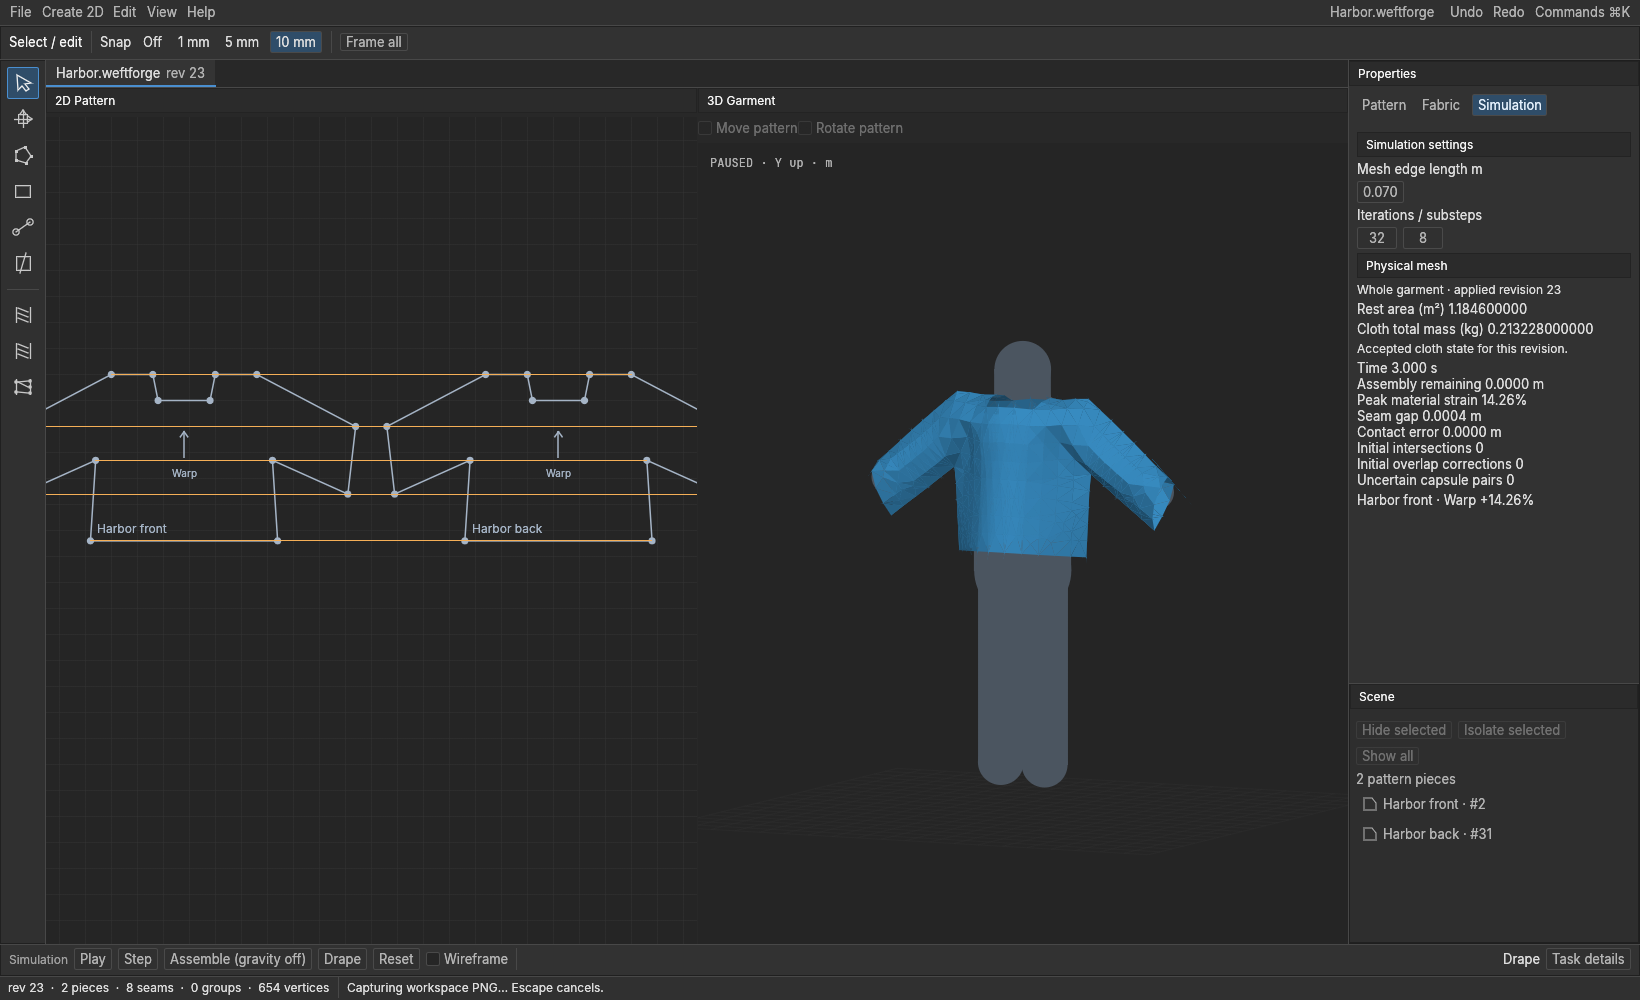 File Create 2D Edit View Help Harbor.weftforge Undo Redo Commands ⌘K
Select / edit Snap Off 1 mm 5 mm 10 mm Frame all
Harbor.weftforge rev 23
2D Pattern
Warp Warp
Harbor front Harbor back
3D Garment
Move pattern Rotate pattern
PAUSED · Y up · m
Properties
Pattern Fabric Simulation
Simulation settings
Mesh edge length m
0.070
Iterations / substeps
32 8
Physical mesh
Whole garment · applied revision 23
Rest area (m²) 1.184600000
Cloth total mass (kg) 0.213228000000
Accepted cloth state for this revision.
Time 3.000 s
Assembly remaining 0.0000 m
Peak material strain 14.26%
Seam gap 0.0004 m
Contact error 0.0000 m
Initial intersections 0
Initial overlap corrections 0
Uncertain capsule pairs 0
Harbor front · Warp +14.26%
Scene
Hide selected Isolate selected
Show all
2 pattern pieces
Harbor front · #2
Harbor back · #31
Simulation Play Step Assemble (gravity off) Drape Reset Wireframe Drape Task details
rev 23 · 2 pieces · 8 seams · 0 groups · 654 vertices Capturing workspace PNG... Escape cancels.